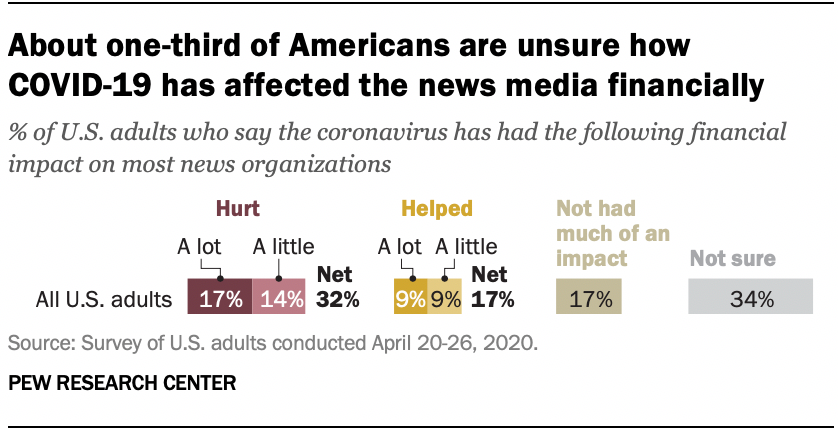 About one-third of Americans are unsure how
COVID-19 has affected the news media financially
% of U.S. adults who say the coronavirus has had the following financial
impact on most news organizations
Hurt
Helped
Not had
much of an
impact
Not sure
A lot
A little
A lot
A little
All U.S. adults
17%
14%
Net
32%
9%
9%
Net
17%
17%
34%
Source: Survey of U.S. adults conducted April 20-26, 2020.
PEW RESEARCH CENTER